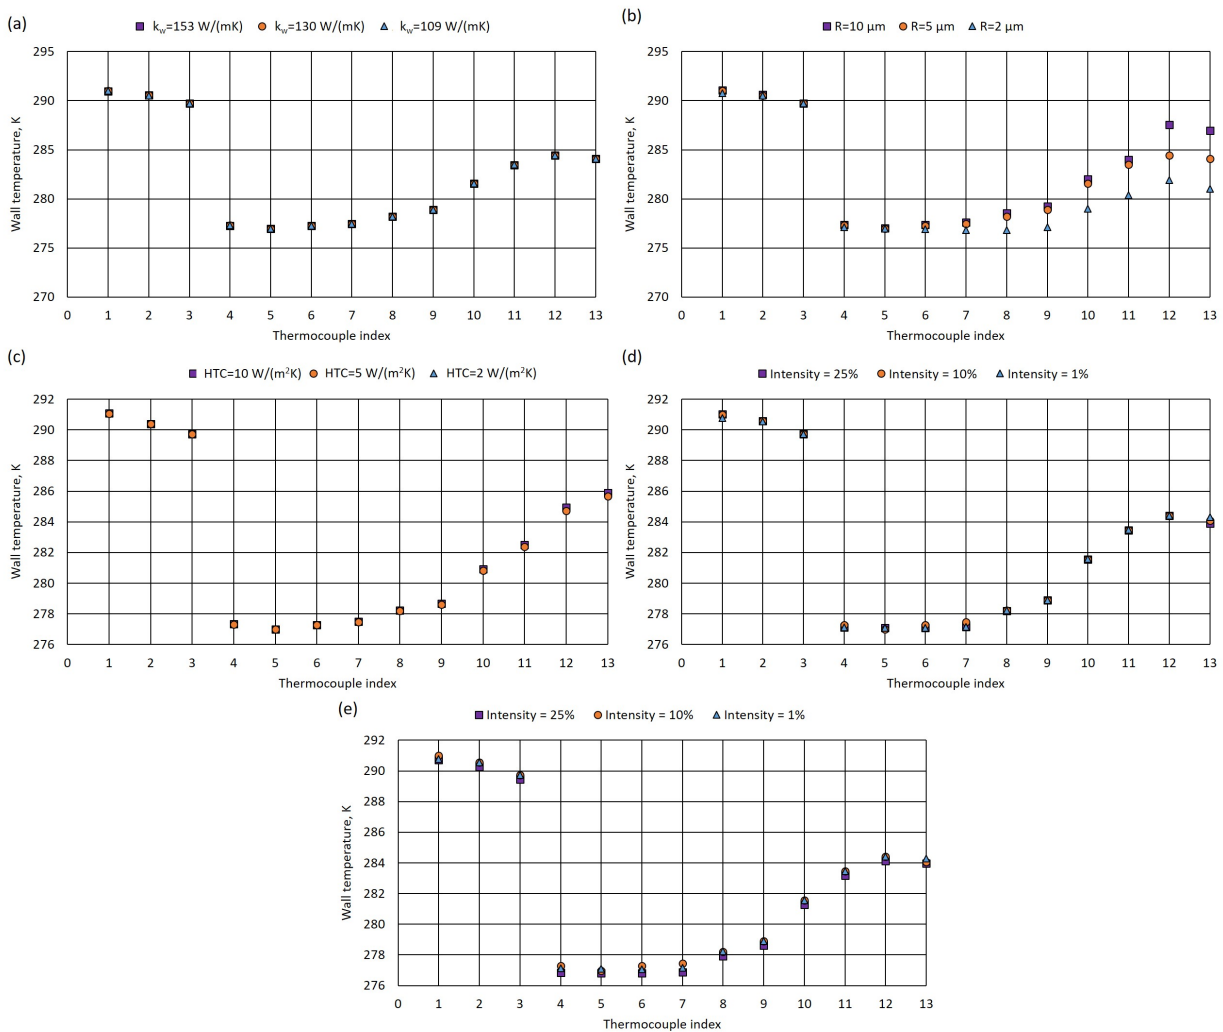 (a)
k_w=153 W/(mK) k_w=130 W/(mK) k_w=109 W/(mK)
295
290
285
280
275
270
Wall temperature, K
0 1 2 3 4 5 6 7 8 9 10 11 12 13
Thermocouple index
(b)
R=10 µm R=5 µm R=2 µm
295
290
285
280
275
270
Wall temperature, K
0 1 2 3 4 5 6 7 8 9 10 11 12 13
Thermocouple index
(c)
HTC=10 W/(m²K) HTC=5 W/(m²K) HTC=2 W/(m²K)
292
290
288
286
284
282
280
278
276
Wall temperature, K
0 1 2 3 4 5 6 7 8 9 10 11 12 13
Thermocouple index
(d)
Intensity = 25% Intensity = 10% Intensity = 1%
292
290
288
286
284
282
280
278
276
Wall temperature, K
0 1 2 3 4 5 6 7 8 9 10 11 12 13
Thermocouple index
(e)
Intensity = 25% Intensity = 10% Intensity = 1%
292
290
288
286
284
282
280
278
276
Wall temperature, K
0 1 2 3 4 5 6 7 8 9 10 11 12 13
Thermocouple index